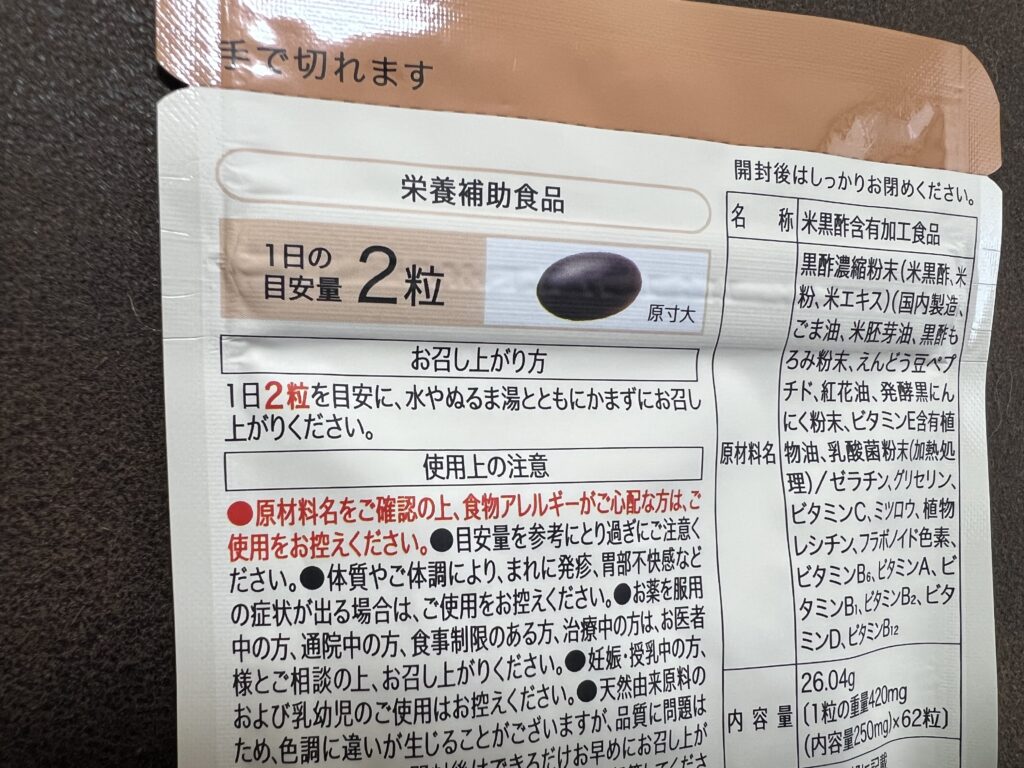 手で切れます
栄養補助食品
1日の
目安量 2粒
原寸大
お召し上がり方
1日2粒を目安に、水やぬるま湯とともにかまずにお召し
上がりください。
使用上の注意
●原材料名をご確認の上、食物アレルギーがご心配な方は、ご
使用をお控えください。●目安量を参考にとり過ぎにご注意く
ださい。●体質やご体調により、まれに発疹、胃部不快感など
の症状が出る場合は、ご使用をお控えください。●お薬を服用
中の方、通院中の方、食事制限のある方、治療中の方は、お医者
様とご相談の上、お召し上がりください。●妊娠・授乳中の方、
および乳幼児のご使用はお控えください。●天然由来原料の
ため、色調に違いが生じることがございますが、品質に問題は
開封後はできるだけお早めにお召し上が
開封後はしっかりお閉めください。
名 称 米黒酢含有加工食品
原材料名
黒酢濃縮粉末(米黒酢、米
粉、米エキス)(国内製造)、
ごま油、米胚芽油、黒酢も
ろみ粉末、えんどう豆ペプ
チド、紅花油、発酵黒にん
にく粉末、ビタミンE含有植
物油、乳酸菌粉末(加熱処
理)/ゼラチン、グリセリン、
ビタミンC、ミツロウ、植物
レシチン、フラボノイド色素、
ビタミンB6、ビタミンA、ビ
タミンB1、ビタミンB2、ビタ
ミンD、ビタミンB12
内容量
26.04g
(1粒の重量420mg
(内容量250mg)×62粒)